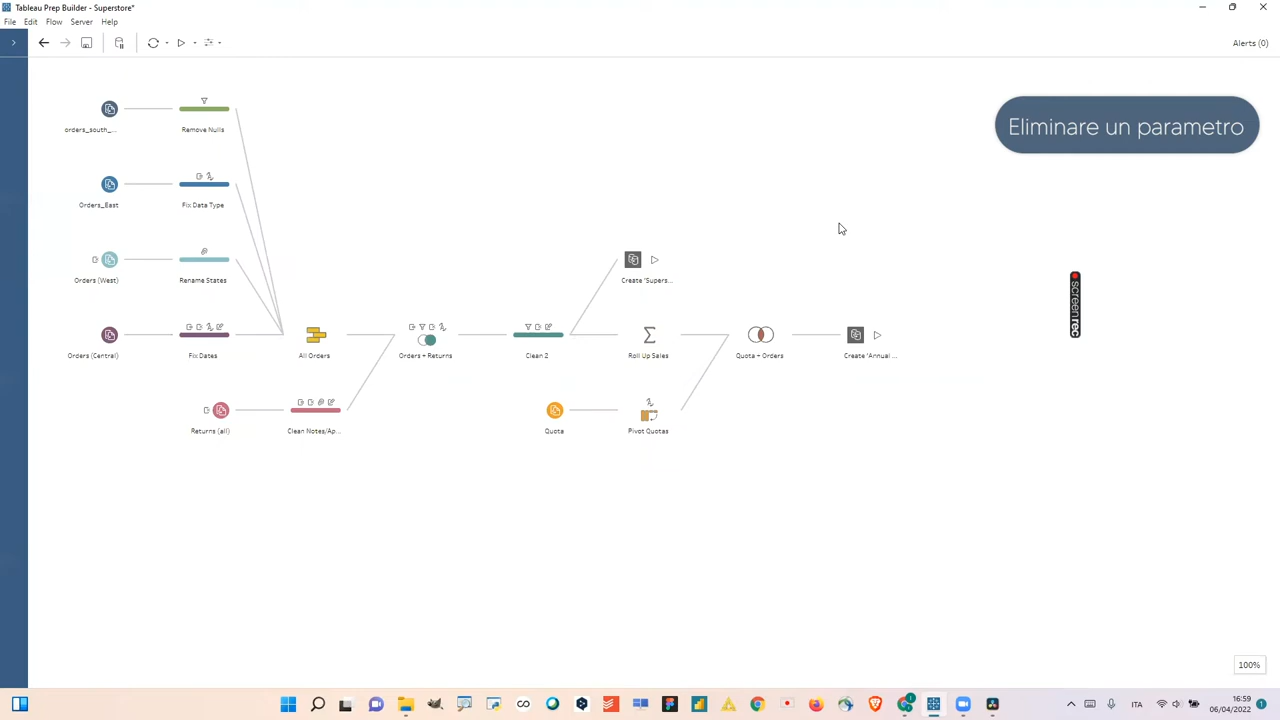 Tableau Prep Builder - Superstore*
File Edit Flow Server Help
Alerts (0)
Eliminare un parametro
orders_south_...
Remove Nulls
Orders_East
Fix Data Type
Orders (West)
Rename States
Create 'Supers...
screenrec
Orders (Central)
Fix Dates
All Orders
Orders + Returns
Clean 2
Roll Up Sales
Quota + Orders
Create 'Annual ...
Returns (all)
Clean Notes/Ap...
Quota
Pivot Quotas
100%
ITA
16:59
06/04/2022